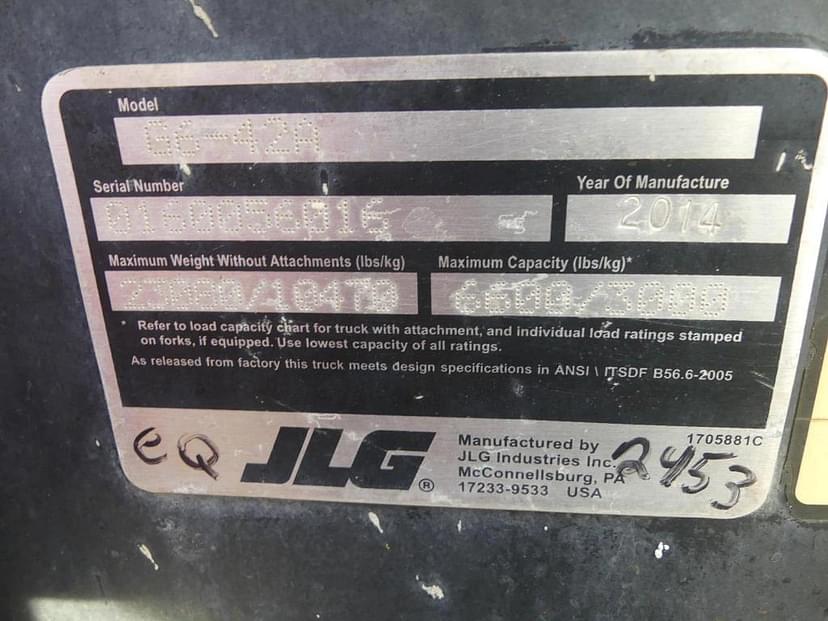 Model
G6-42A
Serial Number
Year Of Manufacture
0160056016
2014
Maximum Weight Without Attachments (lbs/kg)
Maximum Capacity (lbs/kg)*
23080/10470
6600/3000
* Refer to load capacity chart for truck with attachment, and individual load ratings stamped
on forks, if equipped. Use lowest capacity of all ratings.
As released from factory this truck meets design specifications in ANSI \ ITSDF B56.6-2005
eQ
JLG®
Manufactured by
JLG Industries Inc.
McConnellsburg, PA
17233-9533 USA
1705881C
2453